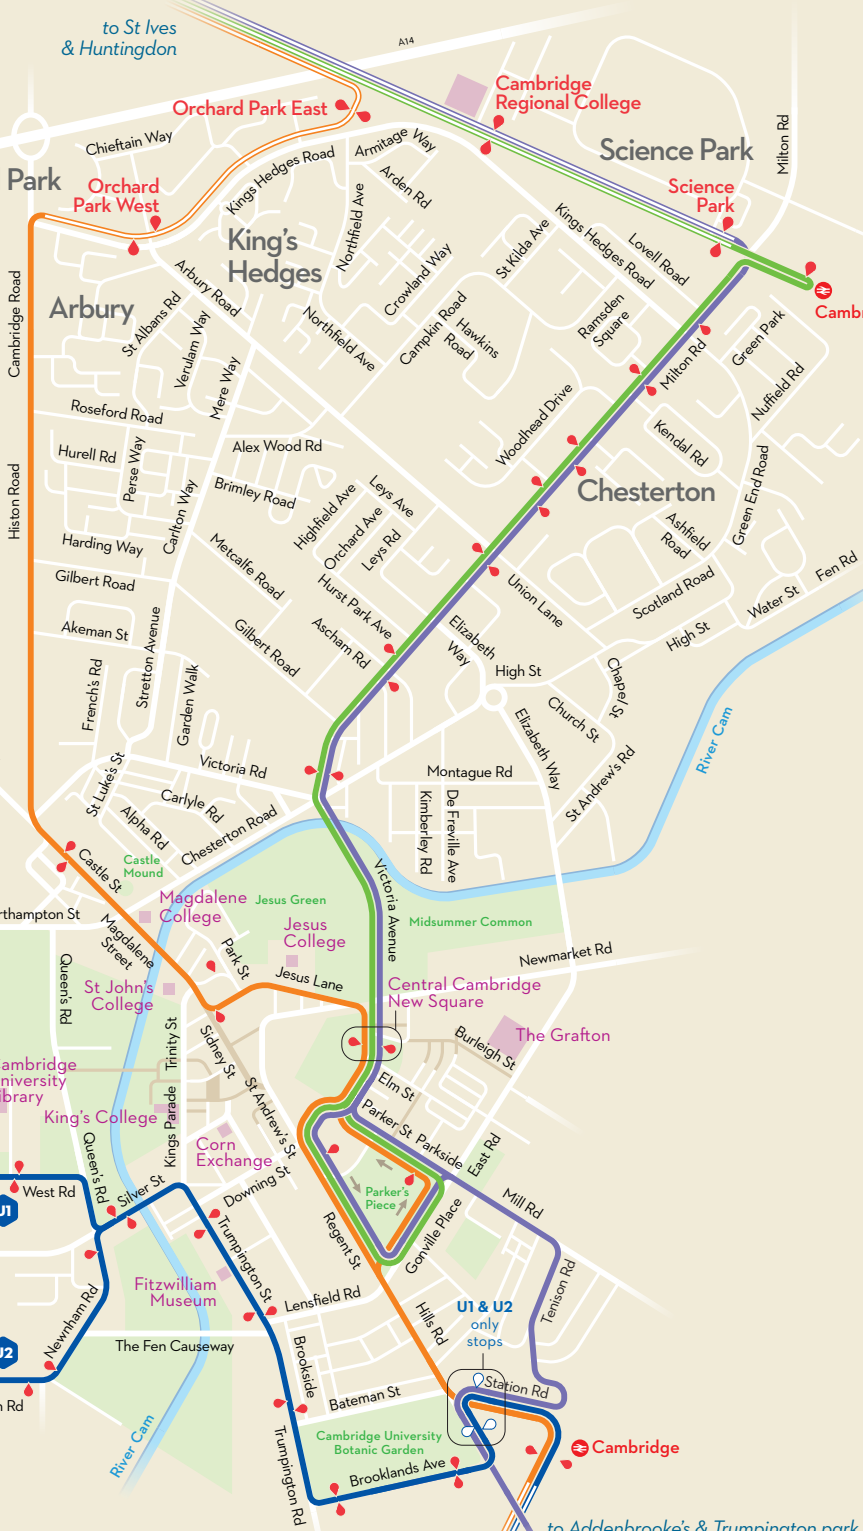 to St Ives
& Huntingdon
A14
Cambridge
Regional College
Orchard Park East
Chieftain Way
Armitage Way
Milton Rd
Science Park
Kings Hedges Road
Park
Orchard
Park West
Arden Rd
Science
Park
Northfield Ave
King's
Hedges
Kings Hedges Road
Lovell Road
St Kilda Ave
Crowland Way
Arbury Road
Cambridge Road
Arbury
St Albans Rd
Verulam Way
Northfield Ave
Campkin Road
Hawkins
Road
Ramsden
Square
Camb
Green Park
Milton Rd
Mere Way
Nuffield Rd
Roseford Road
Woodhead Drive
Kendal Rd
Hurell Rd
Perse Way
Alex Wood Rd
Histon Road
Carlton Way
Brimley Road
Leys Ave
Highfield Ave
Orchard Ave
Leys Rd
Chesterton
Green End Road
Ashfield
Road
Harding Way
Metcalfe Road
Gilbert Road
Hurst Park Ave
Union Lane
Scotland Road
Fen Rd
Water St
Akeman St
Stretton Avenue
Gilbert Road
Ascham Rd
Elizabeth
Way
High St
High St
French's Rd
Garden Walk
Chapel St
Church St
Elizabeth Way
River Cam
St Luke's St
Victoria Rd
Montague Rd
St Andrew's Rd
Carlyle Rd
Alpha Rd
Chesterton Road
Kimberley Rd
De Freville Ave
Castle St
Castle
Mound
Victoria Avenue
Magdalene
College
Jesus Green
rthampton St
Midsummer Common
Magdalene
Street
Jesus
College
Park St
Newmarket Rd
Queen's Rd
St John's
College
Jesus Lane
Central Cambridge
New Square
Trinity St
Sidney St
Burleigh St
The Grafton
ambridge
niversity
ibrary
St Andrew's St
Elm St
King's College
Kings Parade
Parker St
Parkside
East Rd
Corn
Exchange
Queen's Rd
West Rd
Silver St
Downing St
Parker's
Piece
Mill Rd
U1
Trumpington St
Regent St
Gonville Place
Fitzwilliam
Museum
Newnham Rd
Lensfield Rd
Hills Rd
U1 & U2
only
stops
Tenison Rd
U2
The Fen Causeway
Brookside
n Rd
Bateman St
Station Rd
River Cam
Cambridge University
Botanic Garden
Cambridge
Trumpington Rd
Brooklands Ave
to Addenbrooke's & Trumpington park